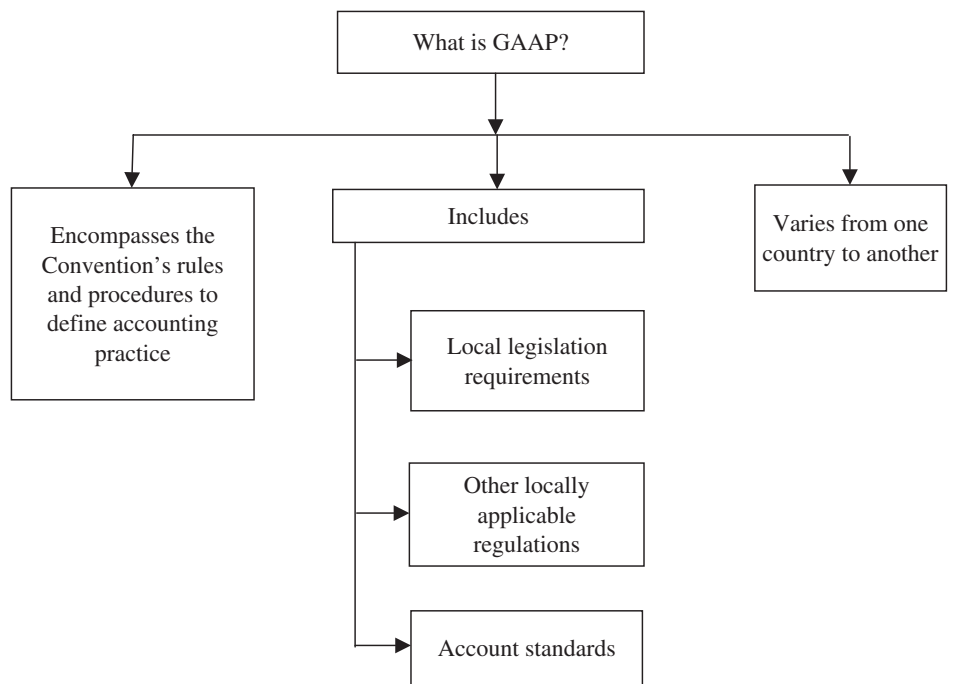 What is GAAP?
Encompasses the
Convention’s rules
and procedures to
define accounting
practice
Includes
Varies from one
country to another
Local legislation
requirements
Other locally
applicable
regulations
Account standards